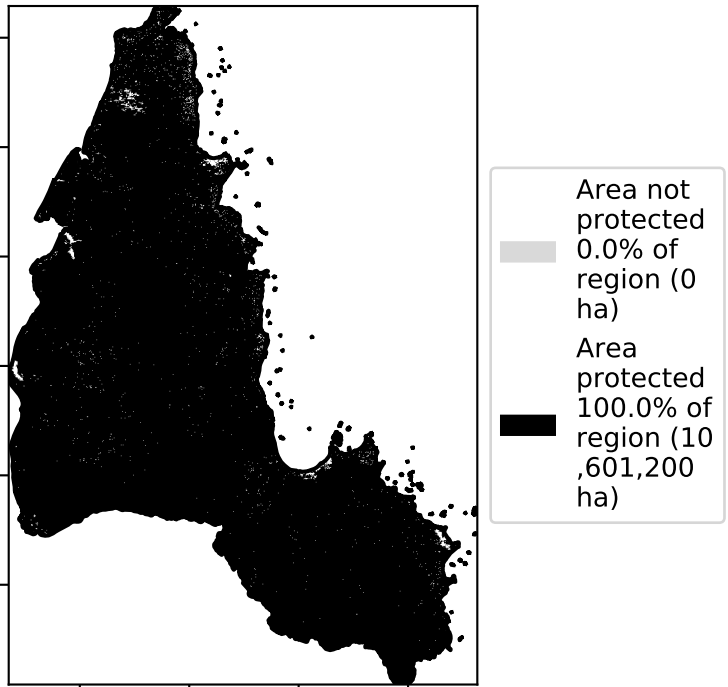 Area not
protected
0.0% of
region (0
ha)
Area
protected
100.0% of
region (10
,601,200
ha)